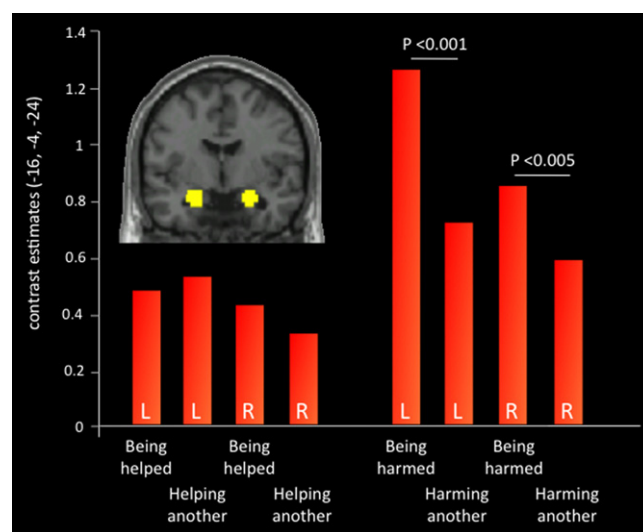 contrast estimates (-16, -4, -24)
1.4
1.2
1
0.8
0.6
0.4
0.2
0
P <0.001
P <0.005
L
L
R
R
L
L
R
R
Being
helped
Helping
another
Being
helped
Helping
another
Being
harmed
Harming
another
Being
harmed
Harming
another